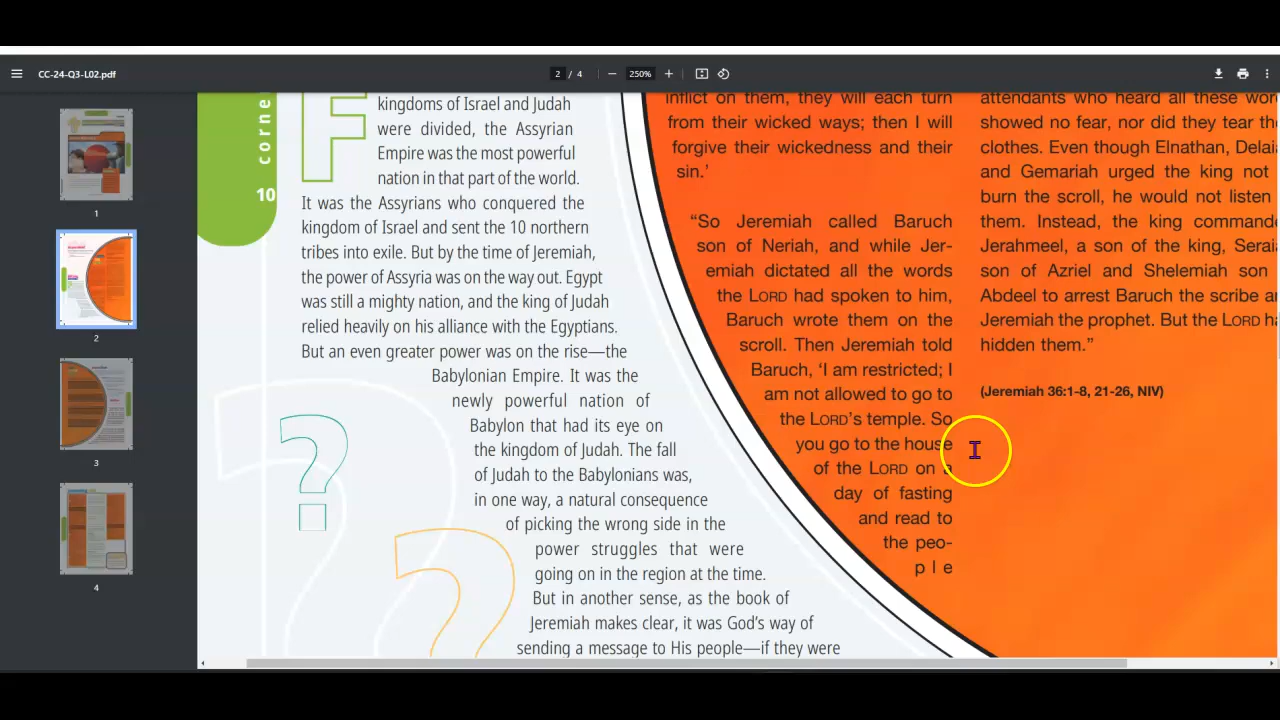 CC-24-Q3-L02.pdf
2 / 4
250%
1
2
3
4
corne
10
F
kingdoms of Israel and Judah
were divided, the Assyrian
Empire was the most powerful
nation in that part of the world.
It was the Assyrians who conquered the
kingdom of Israel and sent the 10 northern
tribes into exile. But by the time of Jeremiah,
the power of Assyria was on the way out. Egypt
was still a mighty nation, and the king of Judah
relied heavily on his alliance with the Egyptians.
But an even greater power was on the rise—the
Babylonian Empire. It was the
newly powerful nation of
Babylon that had its eye on
the kingdom of Judah. The fall
of Judah to the Babylonians was,
in one way, a natural consequence
of picking the wrong side in the
power struggles that were
going on in the region at the time.
But in another sense, as the book of
Jeremiah makes clear, it was God's way of
sending a message to His people—if they were
? ?
inflict on them, they will each turn
from their wicked ways; then I will
forgive their wickedness and their
sin.'
“So Jeremiah called Baruch
son of Neriah, and while Jer-
emiah dictated all the words
the LORD had spoken to him,
Baruch wrote them on the
scroll. Then Jeremiah told
Baruch, ‘I am restricted; I
am not allowed to go to
the LORD’s temple. So
you go to the house
of the LORD on a
day of fasting
and read to
the peo-
ple
attendants who heard all these wor
showed no fear, nor did they tear th
clothes. Even though Elnathan, Delai
and Gemariah urged the king not
burn the scroll, he would not listen
them. Instead, the king command
Jerahmeel, a son of the king, Serai
son of Azriel and Shelemiah son
Abdeel to arrest Baruch the scribe a
Jeremiah the prophet. But the LORD h
hidden them.”
(Jeremiah 36:1-8, 21-26, NIV)